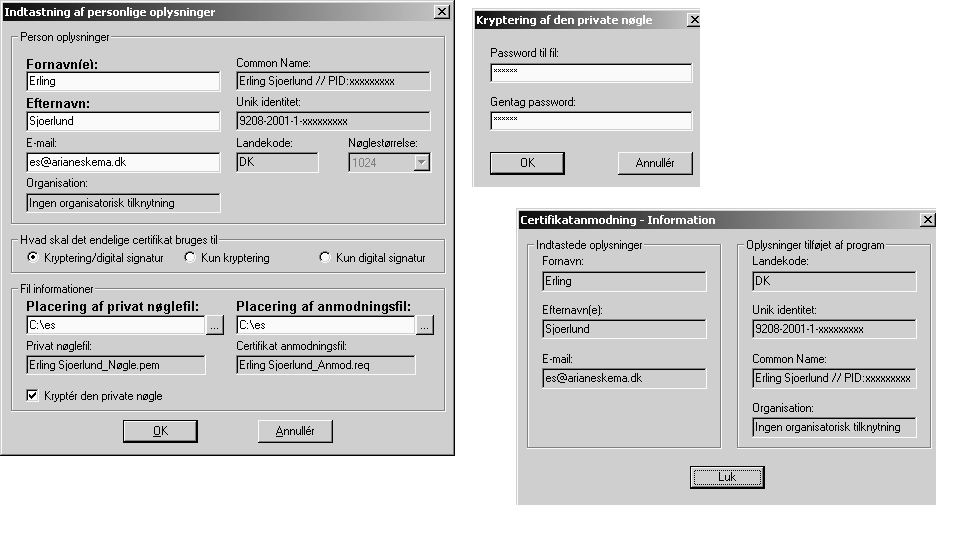 Indtastning af personlige oplysninger
Person oplysninger
Fornavn(e):
Erling
Common Name:
Erling Sjoerlund // PID:xxxxxxxxx
Efternavn:
Sjoerlund
Unik identitet:
9208-2001-1-xxxxxxxxx
E-mail:
es@arianeskema.dk
Landekode:
DK
Nøglestørrelse:
1024
Organisation:
Ingen organisatorisk tilknytning
Hvad skal det endelige certifikat bruges til
Kryptering/digital signatur
Kun kryptering
Kun digital signatur
Fil informationer
Placering af privat nøglefil:
C:\es
...
Placering af anmodningsfil:
C:\es
...
Privat nøglefil:
Erling Sjoerlund_Nøgle.pem
Certifikat anmodningsfil:
Erling Sjoerlund_Anmod.req
Kryptér den private nøgle
OK
Annullér
Kryptering af den private nøgle
Password til fil:
xxxxxx
Gentag password:
xxxxxx
OK
Annullér
Certifikatanmodning - Information
Indtastede oplysninger
Fornavn:
Erling
Efternavn(e):
Sjoerlund
E-mail:
es@arianeskema.dk
Oplysninger tilføjet af program
Landekode:
DK
Unik identitet:
9208-2001-1-xxxxxxxxx
Common Name:
Erling Sjoerlund // PID:xxxxxxxxx
Organisation:
Ingen organisatorisk tilknytning
Luk